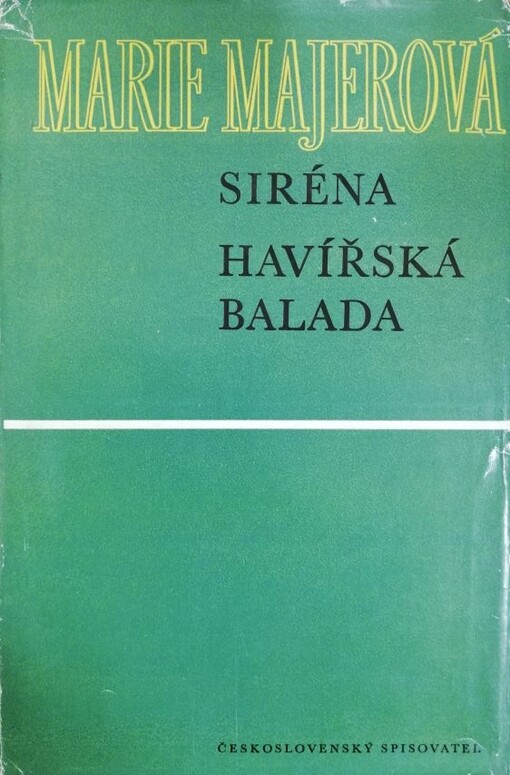 MARIE MAJEROVÁ
SIRÉNA
HAVÍŘSKÁ
BALADA
ČESKOSLOVENSKÝ SPISOVATEL